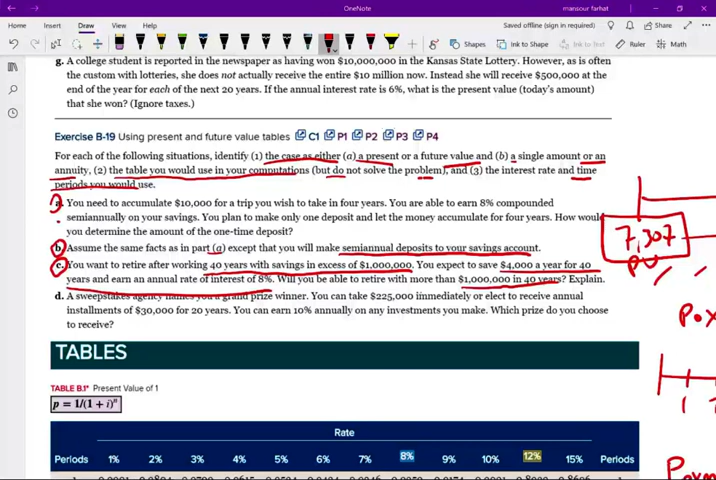 OneNote
mansour farhat
Home Insert Draw View Help
Saved offline (sign in required)
Share
Shapes Ink to Shape Ink to Text Ruler Math
g. A college student is reported in the newspaper as having won $10,000,000 in the Kansas State Lottery. However, as is often
the custom with lotteries, she does not actually receive the entire $10 million now. Instead she will receive $500,000 at the
end of the year for each of the next 20 years. If the annual interest rate is 6%, what is the present value (today's amount)
that she won? (Ignore taxes.)
Exercise B-19 Using present and future value tables C1 P1 P2 P3 P4
For each of the following situations, identify (1) the case as either (a) a present or a future value and (b) a single amount or an
annuity, (2) the table you would use in your computations (but do not solve the problem), and (3) the interest rate and time
periods you would use.
a. You need to accumulate $10,000 for a trip you wish to take in four years. You are able to earn 8% compounded
semiannually on your savings. You plan to make only one deposit and let the money accumulate for four years. How would
you determine the amount of the one-time deposit?
b. Assume the same facts as in part (a) except that you will make semiannual deposits to your savings account.
c. You want to retire after working 40 years with savings in excess of $1,000,000. You expect to save $4,000 a year for 40
years and earn an annual rate of interest of 8%. Will you be able to retire with more than $1,000,000 in 40 years? Explain.
d. A sweepstakes agency names you a grand prize winner. You can take $225,000 immediately or elect to receive annual
installments of $30,000 for 20 years. You can earn 10% annually on any investments you make. Which prize do you choose
to receive?
7,307
PV
TABLES
TABLE B.1* Present Value of 1
p = 1/(1 + i)ⁿ
Rate
Periods 1% 2% 3% 4% 5% 6% 7% 8% 9% 10% 12% 15% Periods